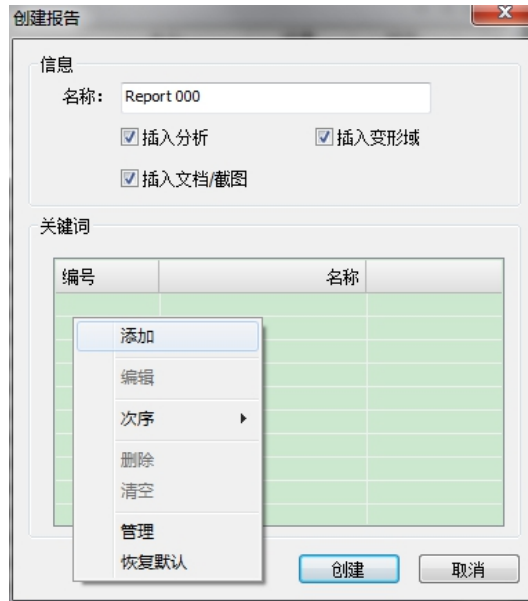 创建报告
信息
名称: Report 000
插入分析 插入变形域
插入文档/截图
关键词
编号 名称
添加
编辑
次序
删除
清空
管理
恢复默认
创建 取消